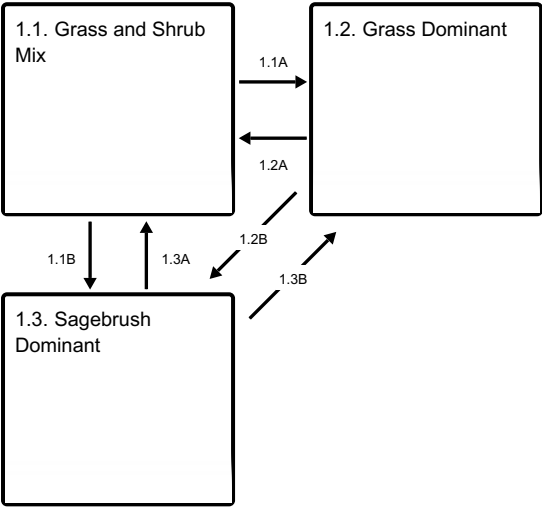 1.1. Grass and Shrub
Mix
1.2. Grass Dominant
1.1A
1.2A
1.2B
1.1B
1.3A
1.3B
1.3. Sagebrush
Dominant